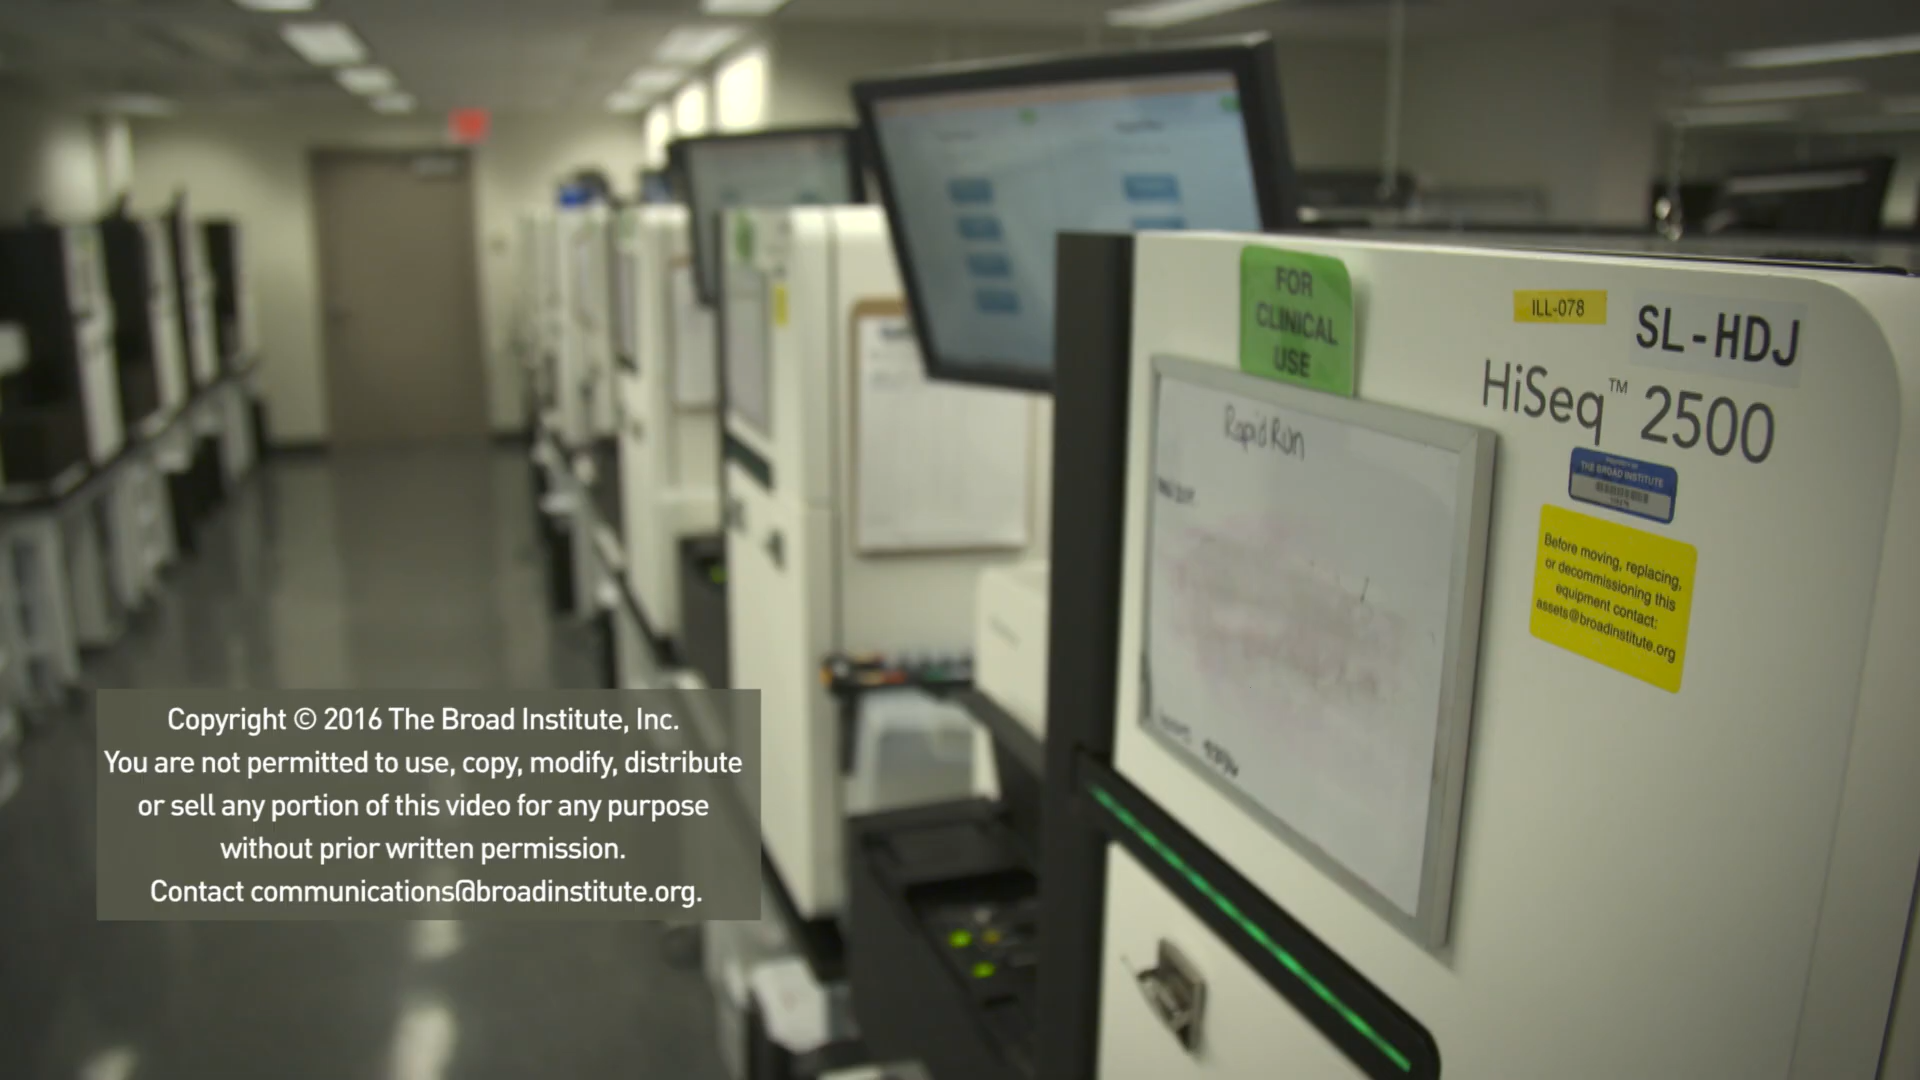 FOR
CLINICAL
USE
ILL-078
SL-HDJ
HiSeq™ 2500
Rapid Run
PROPERTY OF
THE BROAD INSTITUTE
Before moving, replacing,
or decommissioning this
equipment contact:
assets@broadinstitute.org
Copyright © 2016 The Broad Institute, Inc.
You are not permitted to use, copy, modify, distribute
or sell any portion of this video for any purpose
without prior written permission.
Contact communications@broadinstitute.org.